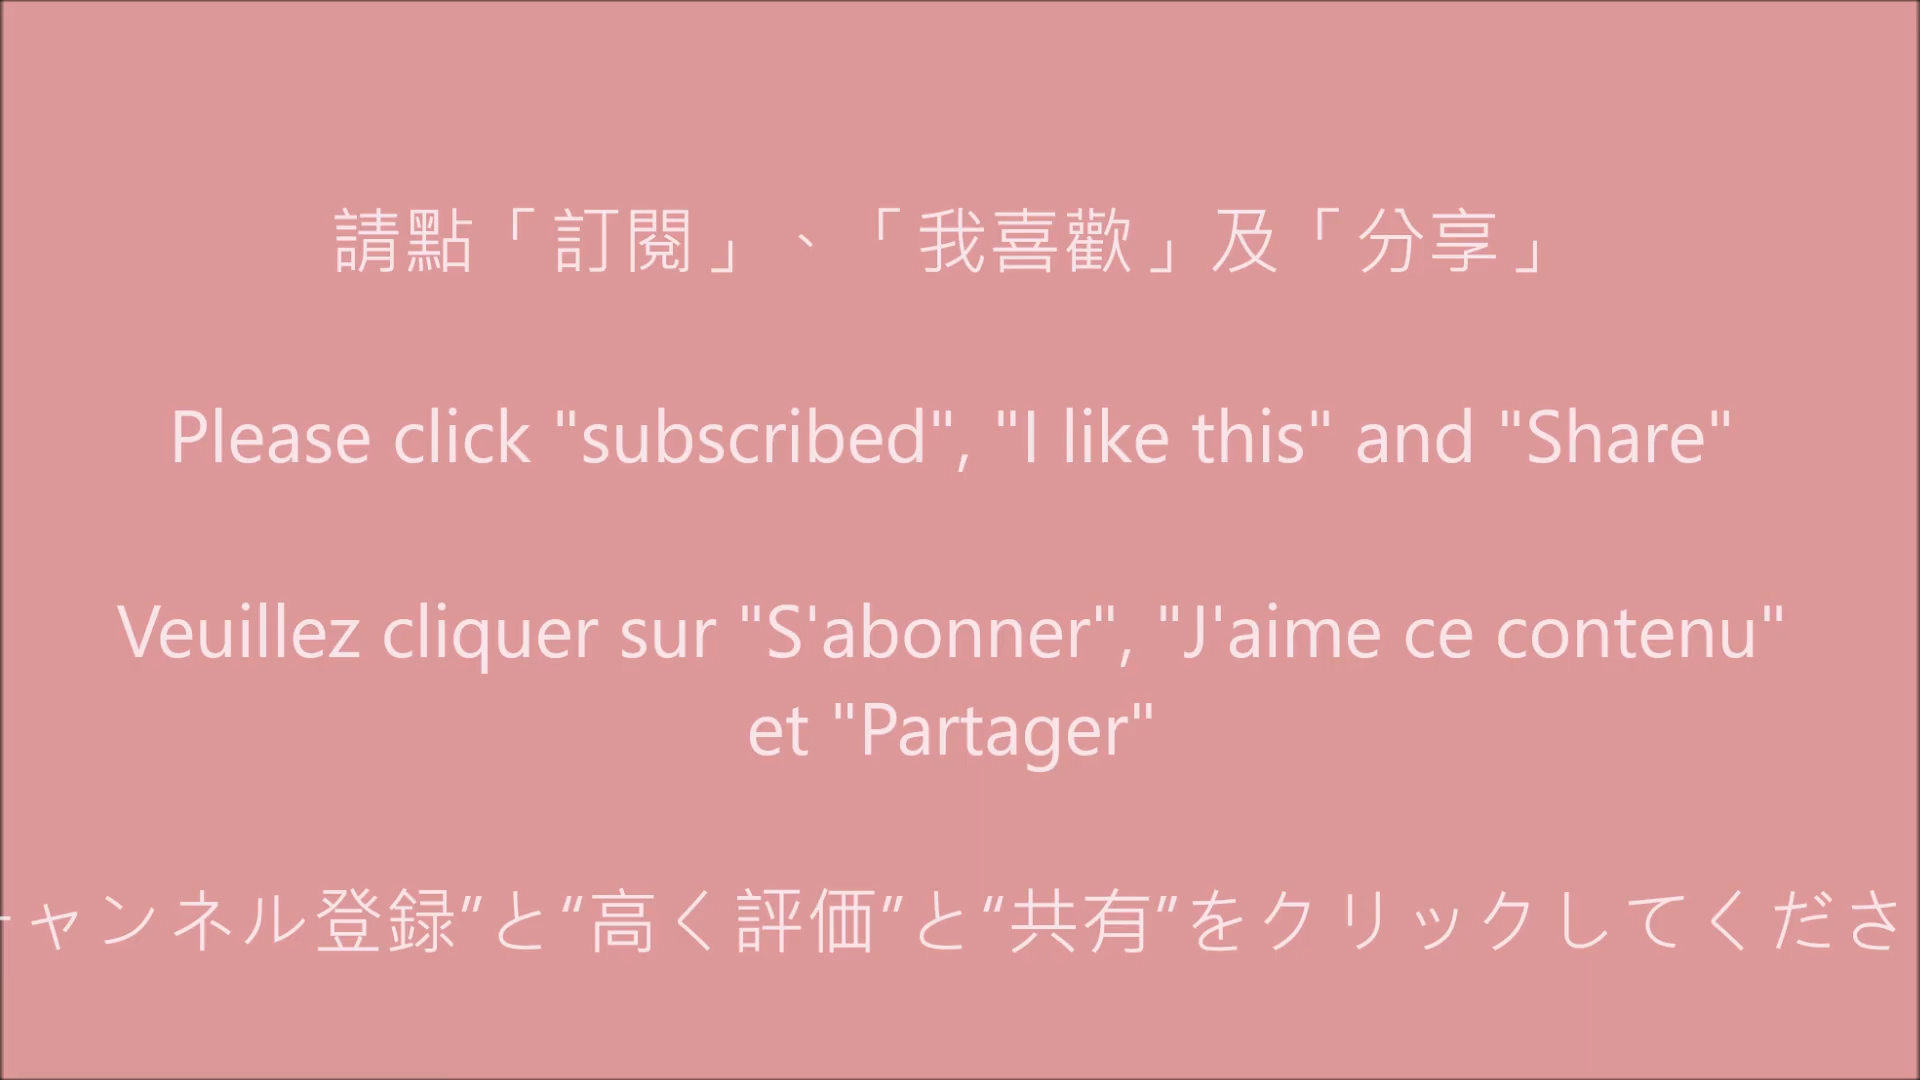 請點「訂閱」、「我喜歡」及「分享」
Please click "subscribed", "I like this" and "Share"
Veuillez cliquer sur "S'abonner", "J'aime ce contenu"
et "Partager"
ャンネル登録”と“高く評価”と“共有”をクリックしてくださ